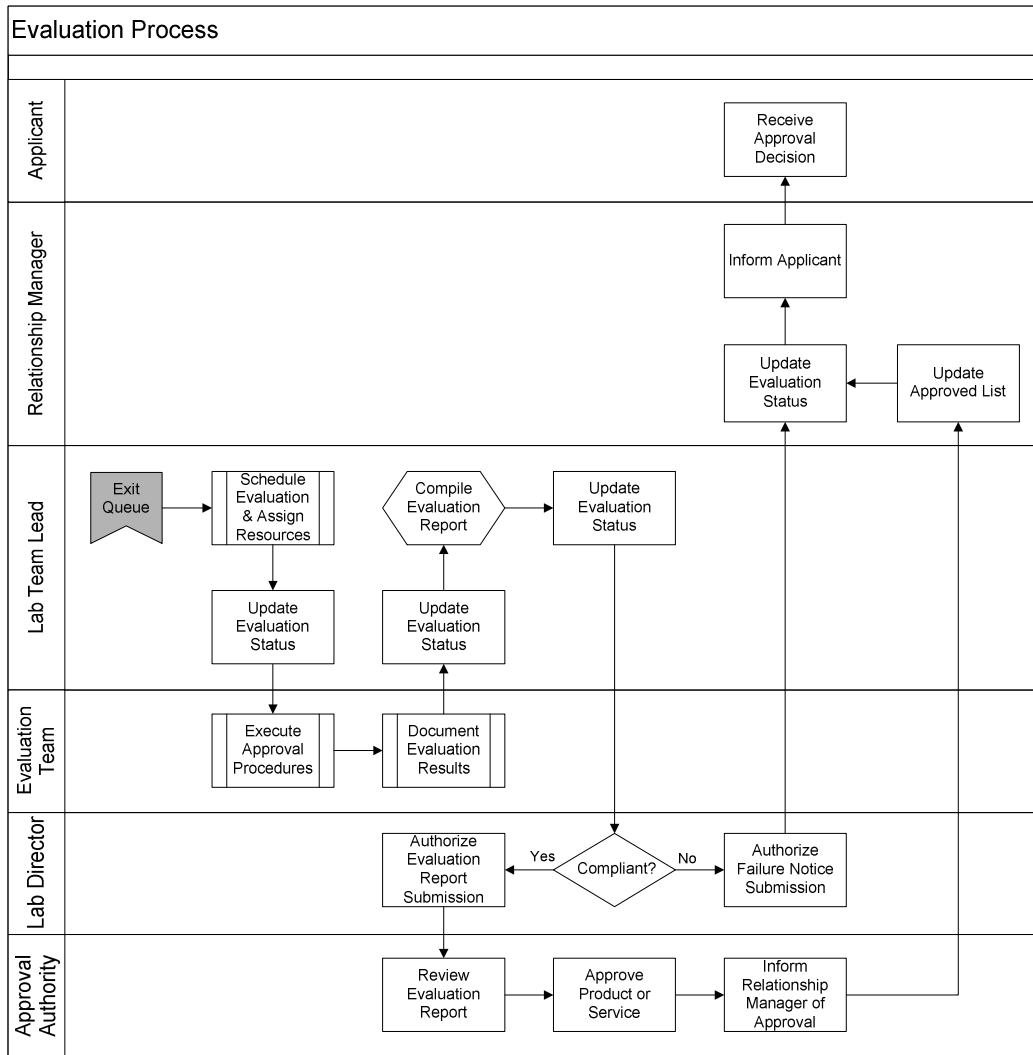 Evaluation Process
Applicant
Receive
Approval
Decision
Relationship Manager
Inform Applicant
Update
Evaluation
Status
Update
Approved List
Lab Team Lead
Exit
Queue
Schedule
Evaluation
& Assign
Resources
Compile
Evaluation
Report
Update
Evaluation
Status
Update
Evaluation
Status
Update
Evaluation
Status
Evaluation
Team
Execute
Approval
Procedures
Document
Evaluation
Results
Lab Director
Authorize
Evaluation
Report
Submission
Yes
Compliant?
No
Authorize
Failure Notice
Submission
Approval
Authority
Review
Evaluation
Report
Approve
Product or
Service
Inform
Relationship
Manager of
Approval